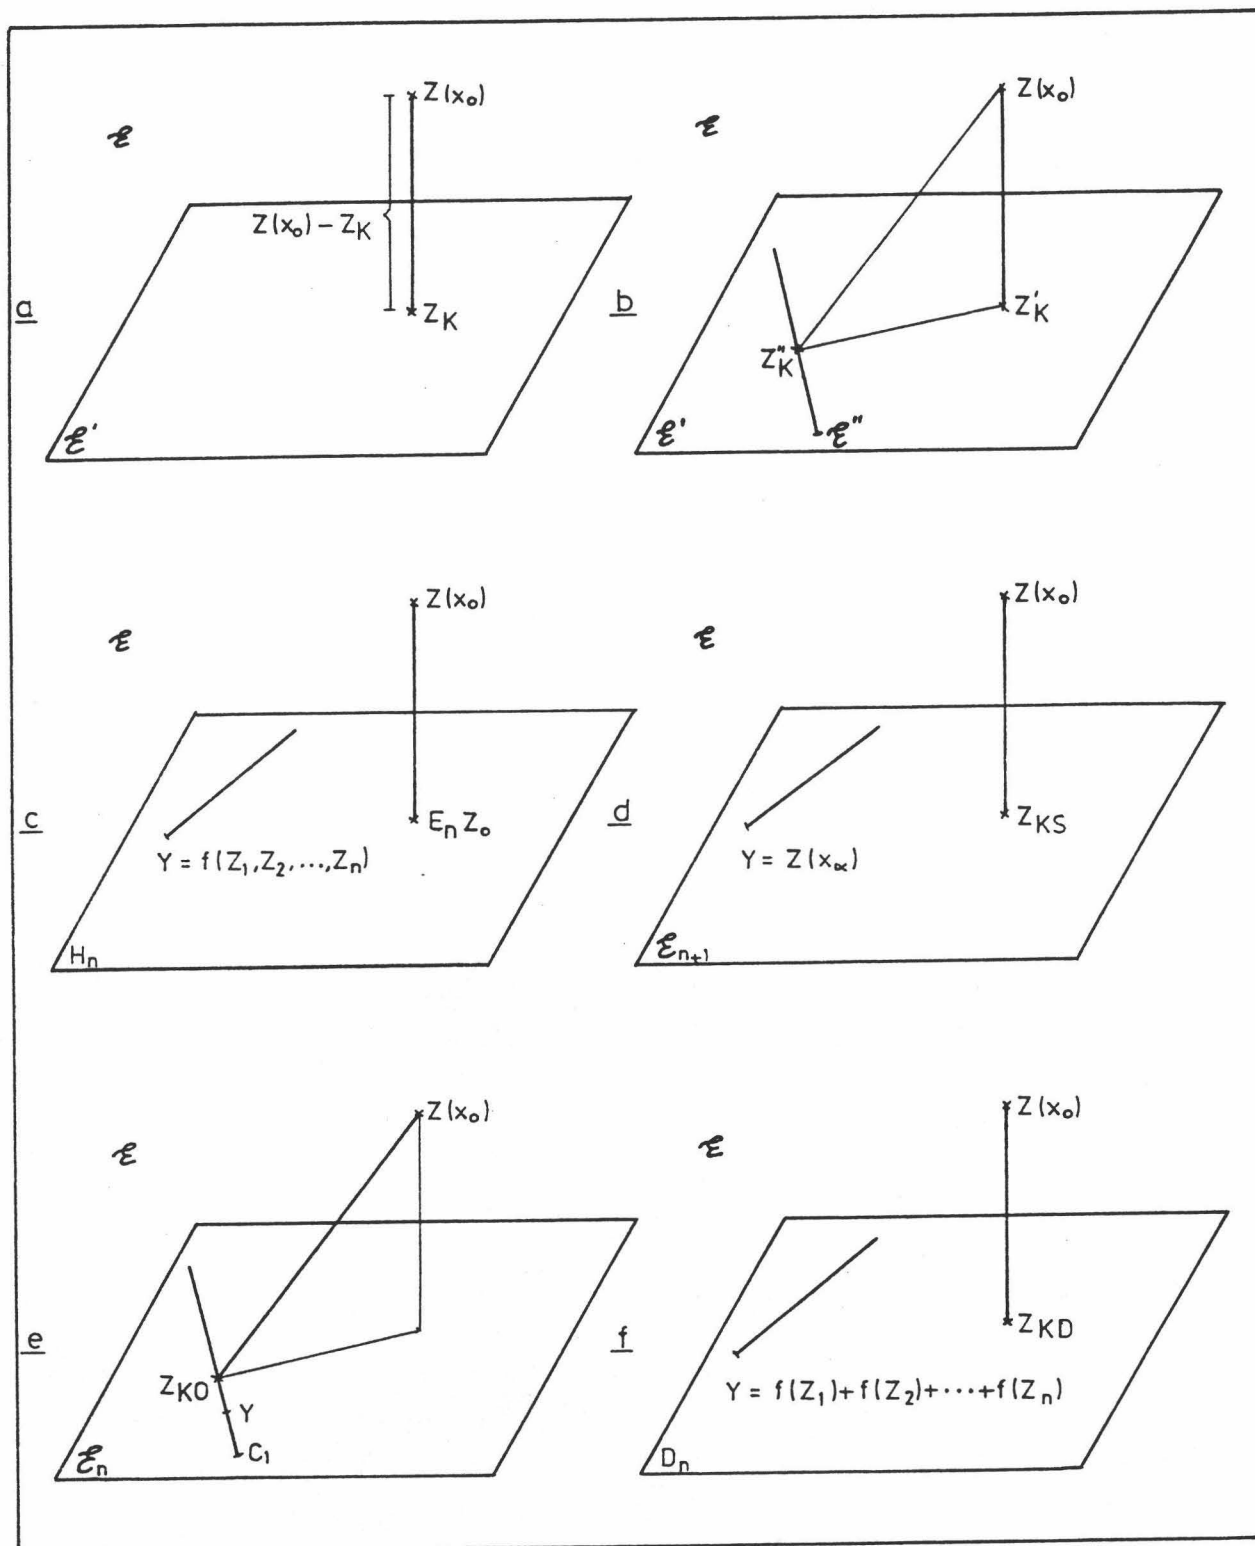 Z(x₀)
ℰ
Z(x₀) – Z_K
a
Z_K
ℰ'
Z(x₀)
ℰ
b
Z'_K
Z"_K
ℰ'
ℰ"
Z(x₀)
ℰ
c
E_n Z₀
Y = f(Z₁,Z₂,...,Z_n)
H_n
Z(x₀)
ℰ
d
Z_KS
Y = Z(x_α)
ℰ_n+1
Z(x₀)
ℰ
e
Z_KO
Y
C₁
ℰ_n
Z(x₀)
ℰ
f
Z_KD
Y = f(Z₁)+f(Z₂)+···+f(Z_n)
D_n